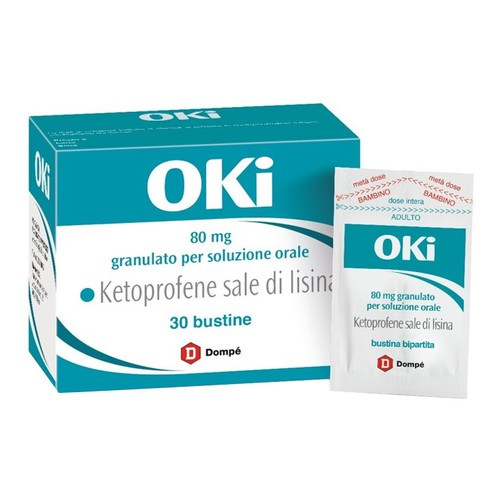 OKi
80 mg
granulato per soluzione orale
Ketoprofene sale di lisina
30 bustine
D Dompé
metà dose
BAMBINO
metà dose
BAMBINO
dose intera
ADULTO
OKi
80 mg granulato
per soluzione orale
Ketoprofene sale di lisina
bustina bipartita
D Dompé